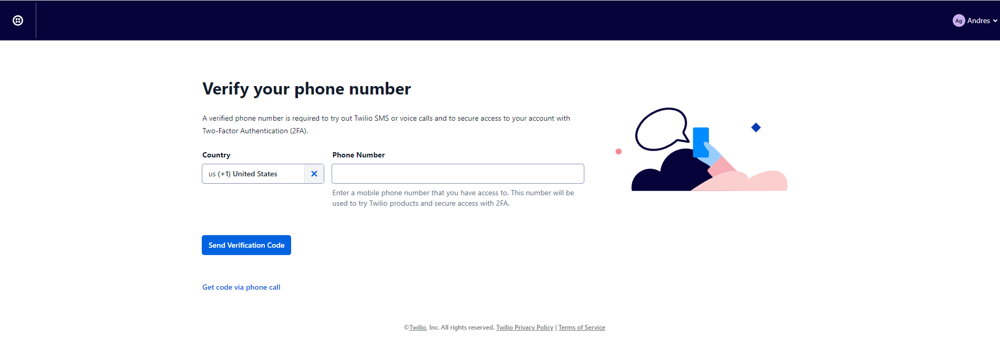 Ag Andres
Verify your phone number
A verified phone number is required to try out Twilio SMS or voice calls and to secure access to your account with
Two-Factor Authentication (2FA).
Country
Phone Number
US (+1) United States
Enter a mobile phone number that you have access to. This number will be
used to try Twilio products and secure access with 2FA.
Send Verification Code
Get code via phone call
©Twilio, Inc. All rights reserved. Twilio Privacy Policy | Terms of Service